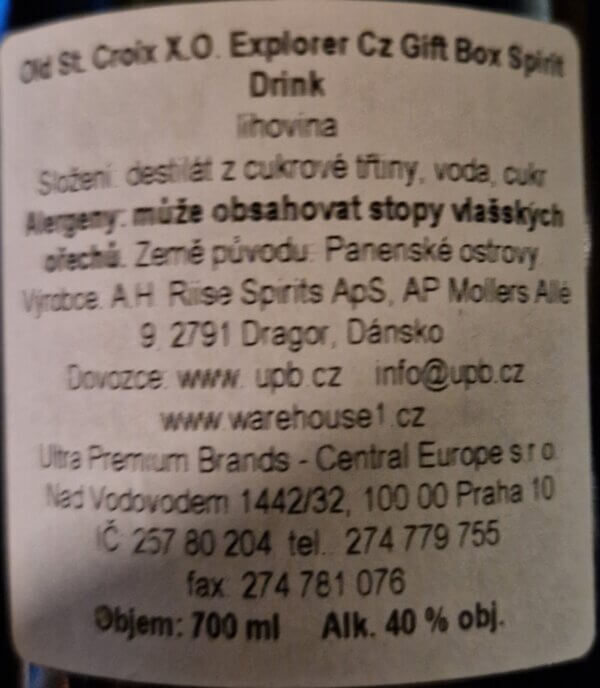 Old St. Croix X.O. Explorer Cz Gift Box Spirit
Drink
lihovina
Složení: destilát z cukrové třtiny, voda, cukr
Alergeny: může obsahovat stopy vlašských
ořechů. Země původu: Panenské ostrovy
Výrobce: A.H. Riise Spirits ApS, AP Mollers Allé
9, 2791 Dragor, Dánsko
Dovozce: www. upb.cz info@upb.cz
www.warehouse1.cz
Ultra Premium Brands - Central Europe s.r.o.
Nad Vodovodem 1442/32, 100 00 Praha 10
IČ: 257 80 204 tel.: 274 779 755
fax: 274 781 076
Objem: 700 ml Alk. 40 % obj.